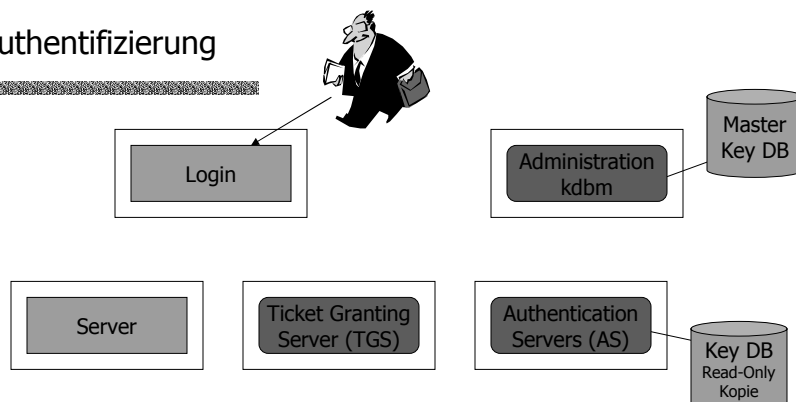 uthentifizierung
Login
Administration
kdbm
Master
Key DB
Server
Ticket Granting
Server (TGS)
Authentication
Servers (AS)
Key DB
Read-Only
Kopie